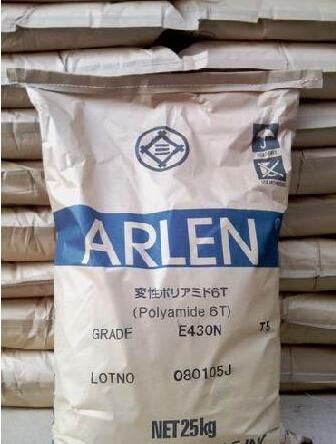 ARLEN
変性ポリアミド6T
(Polyamide 6T)
GRADE E430N
LOTNO 080105J
NET25kg